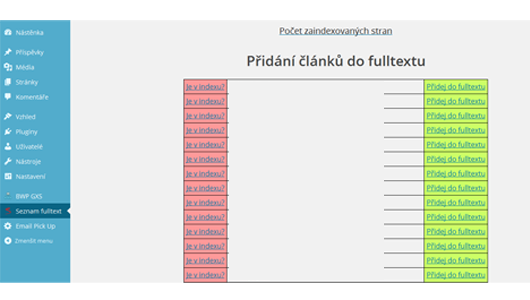 Nástěnka
Příspěvky
Média
Stránky
Komentáře
Vzhled
Pluginy
Uživatelé
Nástroje
Nastavení
BWP GXS
Seznam fulltext
Email Pick Up
Zmenšit menu
Počet zaindexovaných stran
Přidání článků do fulltextu
Je v indexu? Přidej do fulltextu
Je v indexu? Přidej do fulltextu
Je v indexu? Přidej do fulltextu
Je v indexu? Přidej do fulltextu
Je v indexu? Přidej do fulltextu
Je v indexu? Přidej do fulltextu
Je v indexu? Přidej do fulltextu
Je v indexu? Přidej do fulltextu
Je v indexu? Přidej do fulltextu
Je v indexu? Přidej do fulltextu
Je v indexu? Přidej do fulltextu
Je v indexu? Přidej do fulltextu
Je v indexu? Přidej do fulltextu
Je v indexu? Přidej do fulltextu